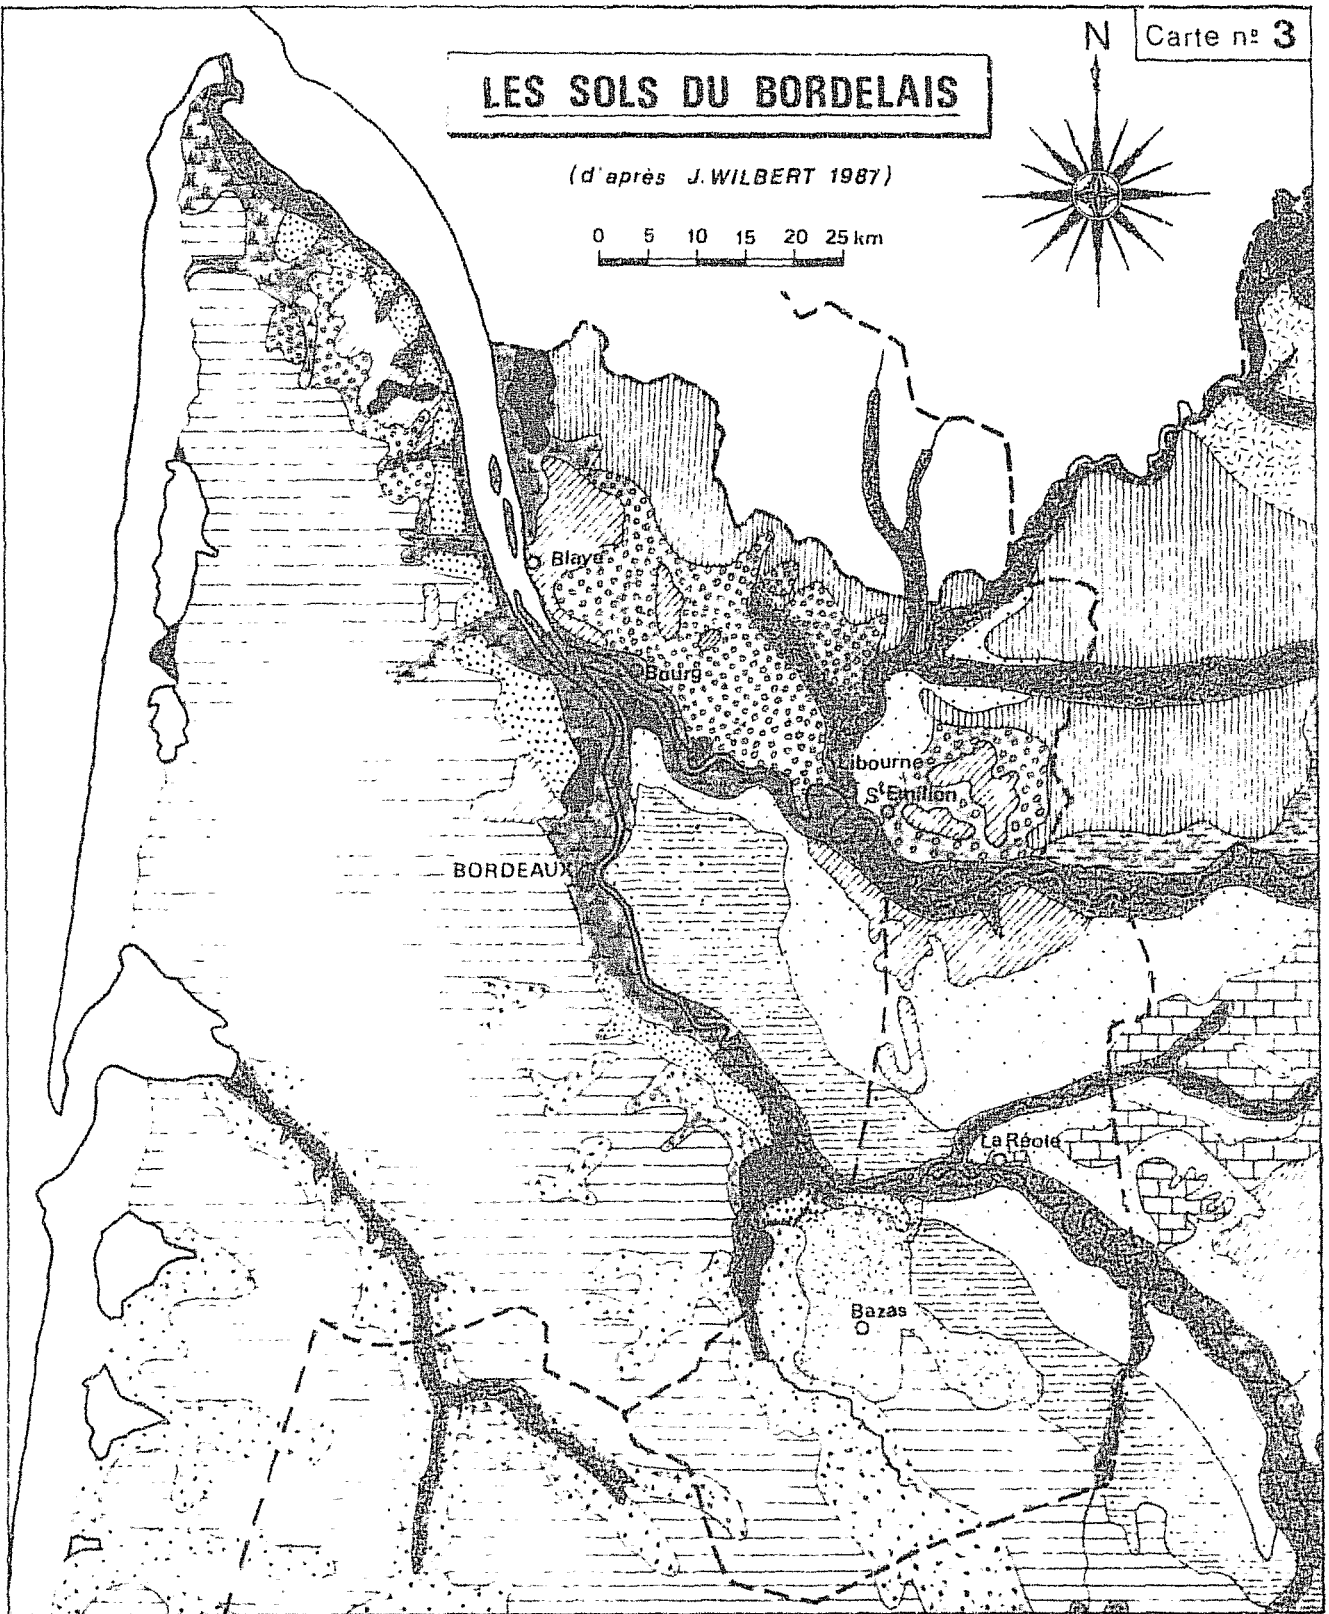 N
Carte nº 3
LES SOLS DU BORDELAIS
(d'après J. WILBERT 1987)
0 5 10 15 20 25 km
Blaye
Bourg
Libourne
St Emilion
BORDEAUX
La Réole
Bazas